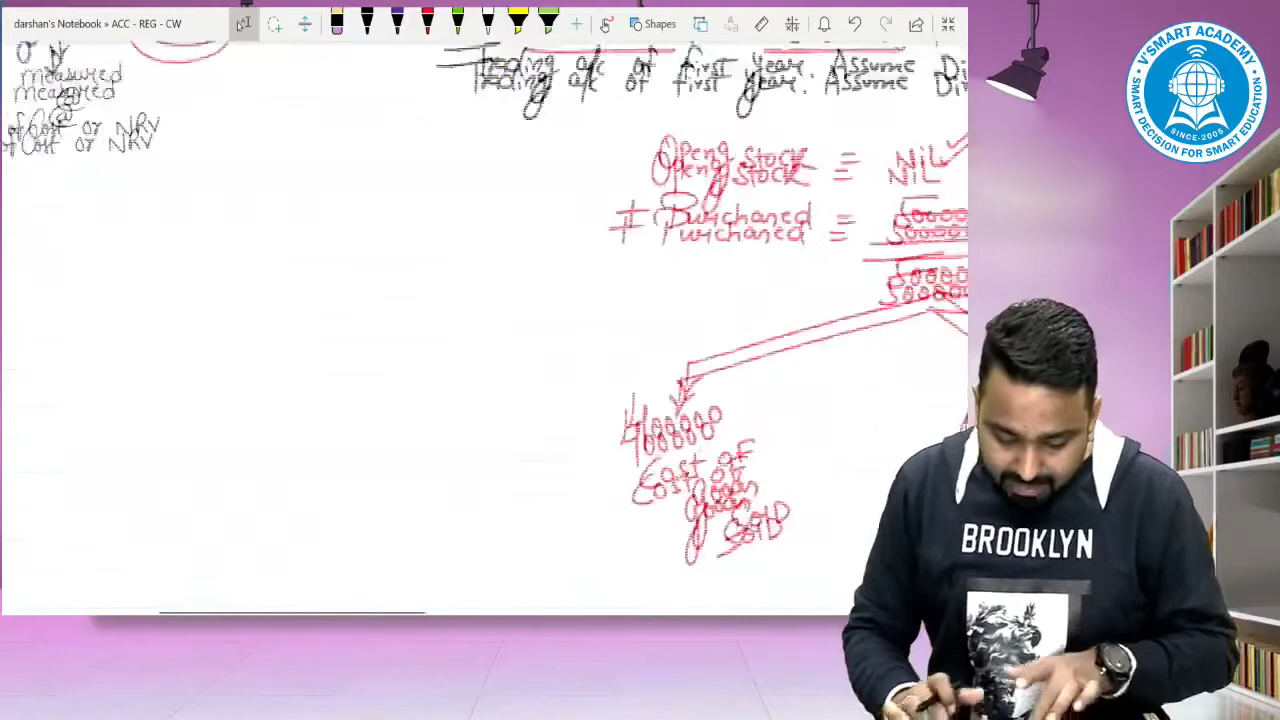 darshan's Notebook » ACC - REG - CW
Shapes
measured
of Cost or NRV
Trading a/c of first year. Assume Di
Opening stock = NiL
+ Purchased =
Cost of
goods
sold
BROOKLYN
V'SMART ACADEMY
SINCE-2005
SMART DECISION FOR SMART EDUCATION